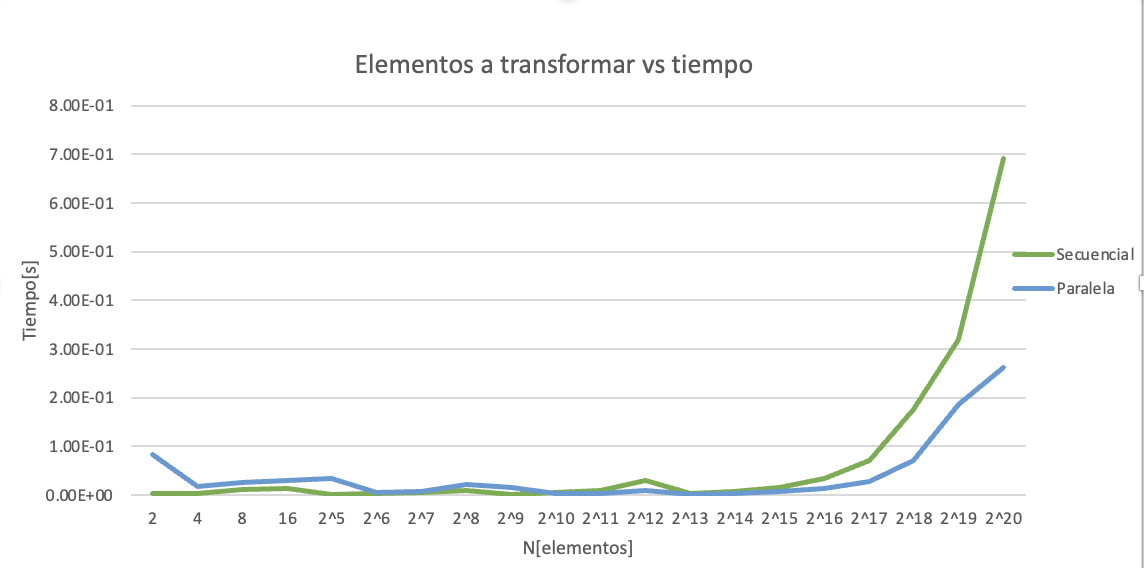 Elementos a transformar vs tiempo
8.00E-01
7.00E-01
6.00E-01
5.00E-01
4.00E-01
3.00E-01
2.00E-01
1.00E-01
0.00E+00
Tiempo[s]
2 4 8 16 2^5 2^6 2^7 2^8 2^9 2^10 2^11 2^12 2^13 2^14 2^15 2^16 2^17 2^18 2^19 2^20
N[elementos]
Secuencial
Paralela